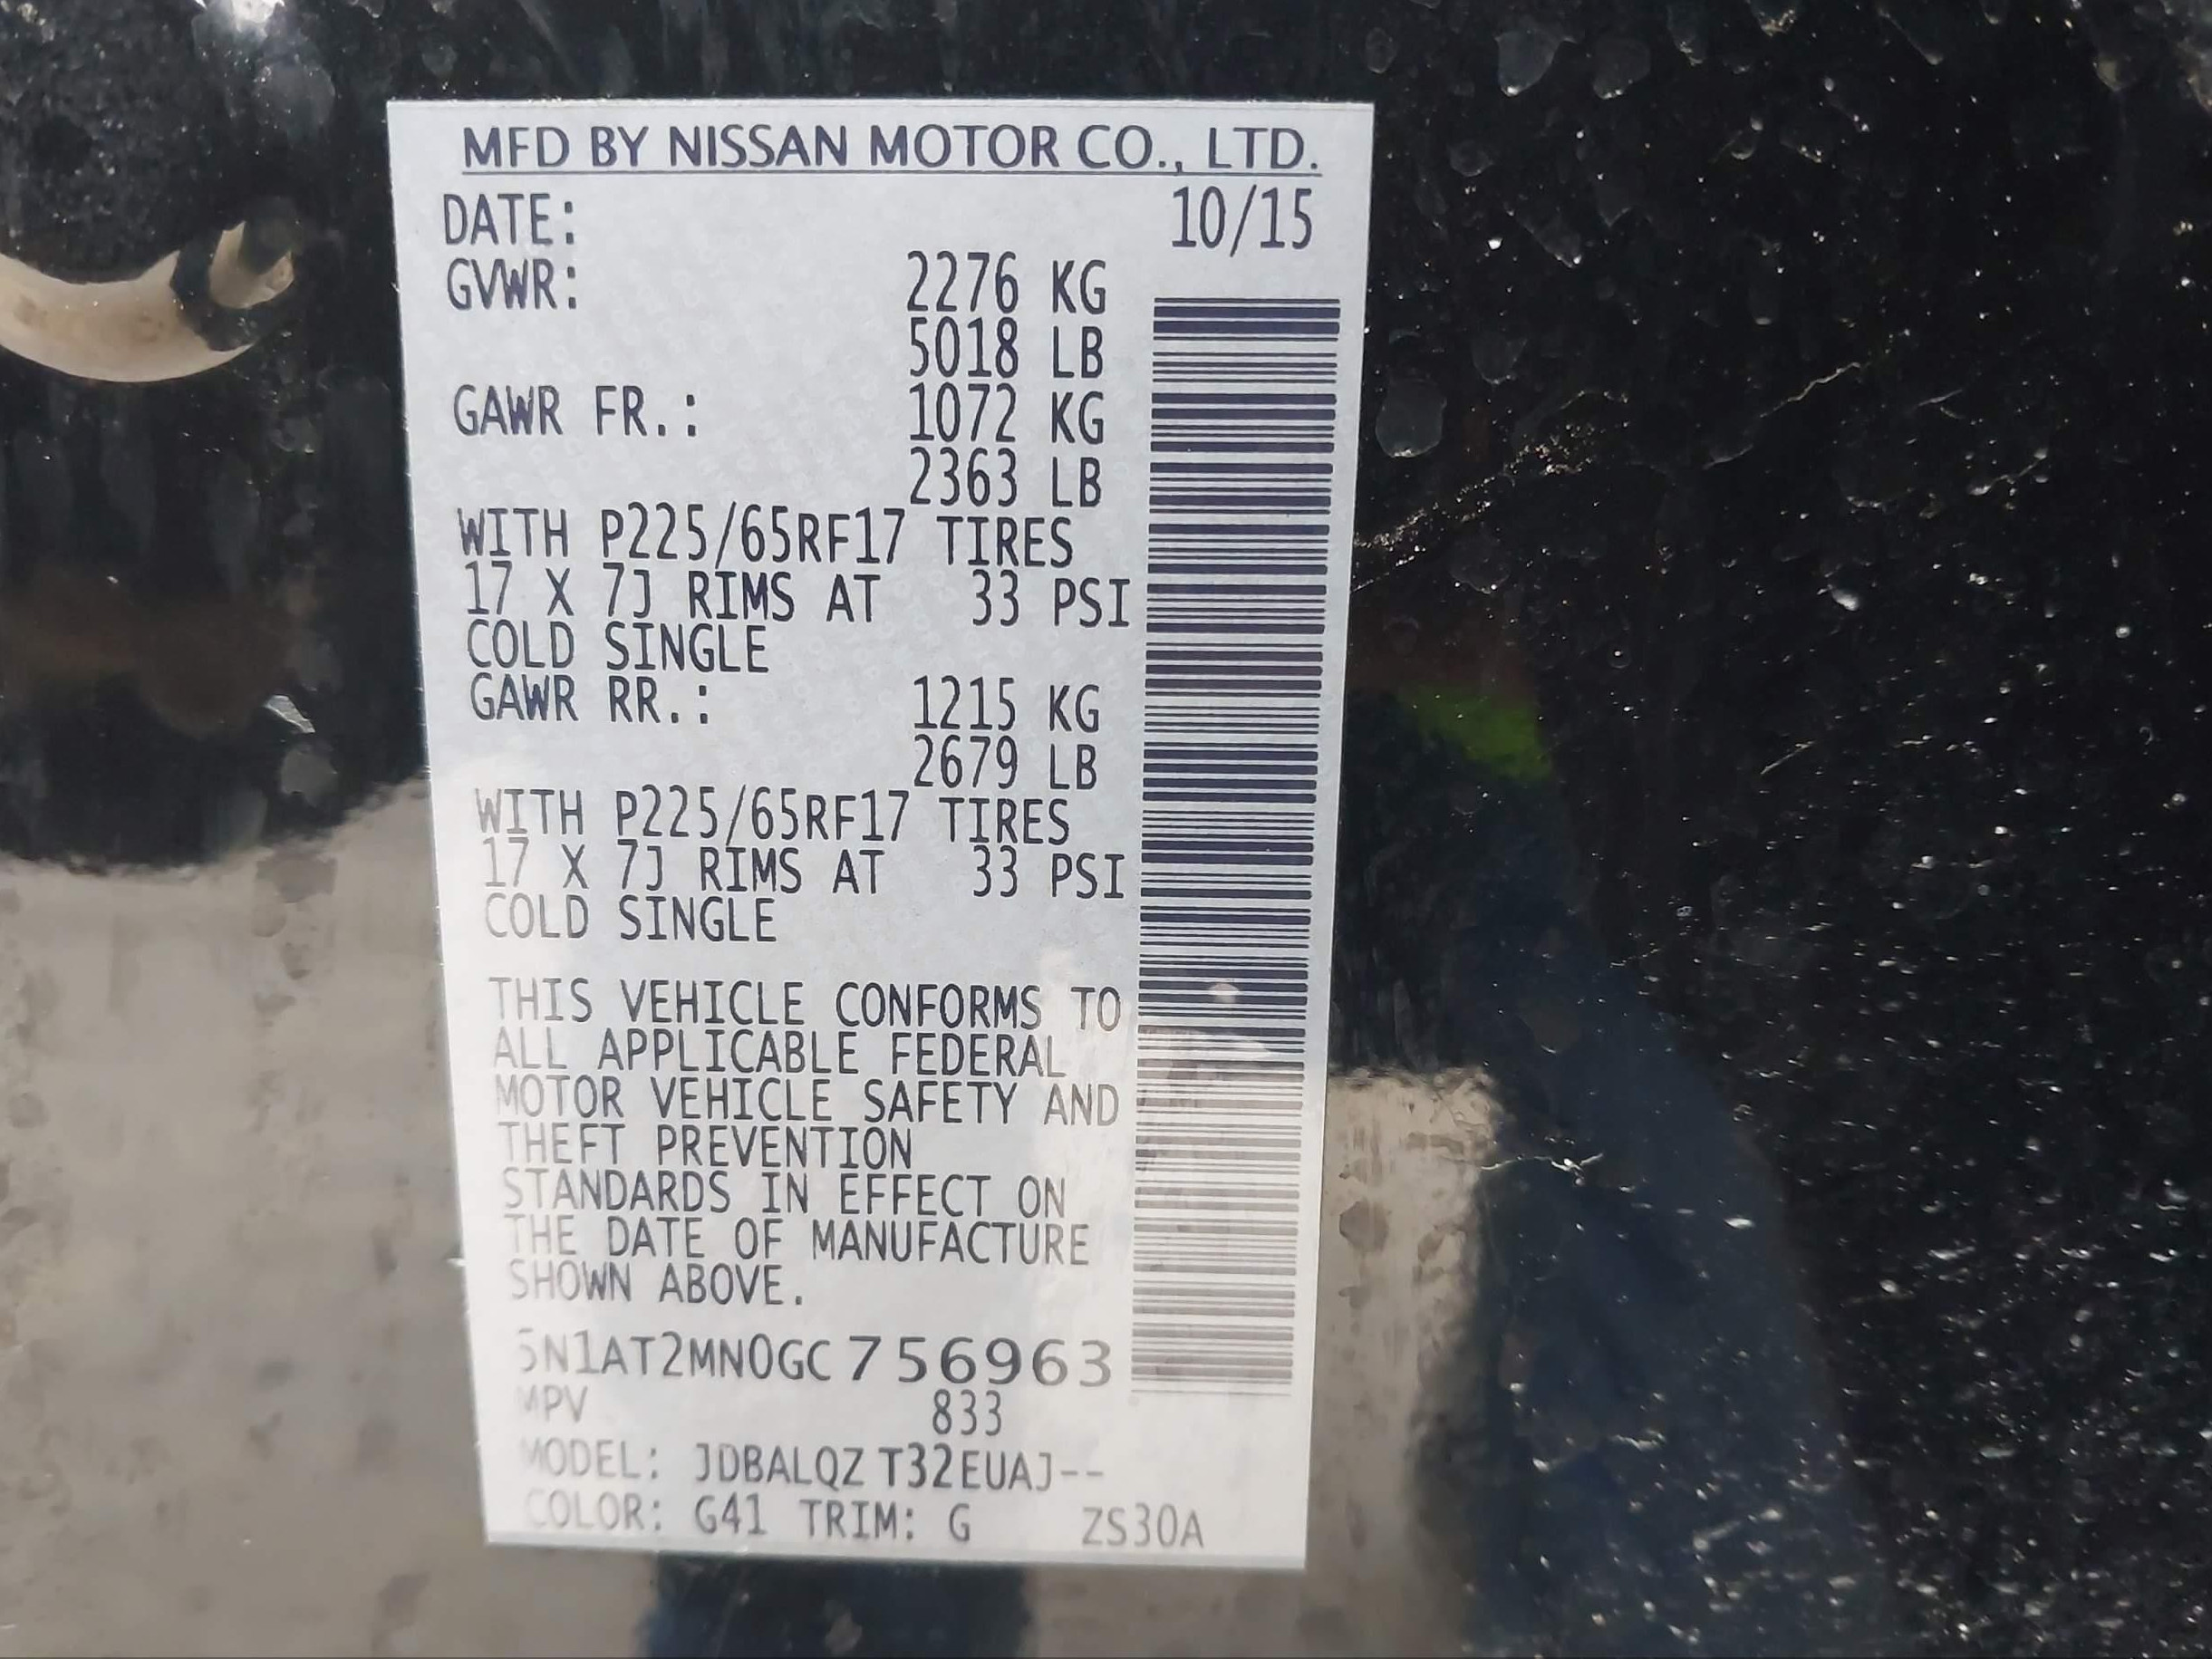 MFD BY NISSAN MOTOR CO., LTD.
DATE: 10/15
GVWR: 2276 KG
5018 LB
GAWR FR.: 1072 KG
2363 LB
WITH P225/65RF17 TIRES
17 X 7J RIMS AT 33 PSI
COLD SINGLE
GAWR RR.: 1215 KG
2679 LB
WITH P225/65RF17 TIRES
17 X 7J RIMS AT 33 PSI
COLD SINGLE
THIS VEHICLE CONFORMS TO
ALL APPLICABLE FEDERAL
MOTOR VEHICLE SAFETY AND
THEFT PREVENTION
STANDARDS IN EFFECT ON
THE DATE OF MANUFACTURE
SHOWN ABOVE.
5N1AT2MN0GC756963
MPV 833
MODEL: JDBALQZ T32EUAJ--
COLOR: G41 TRIM: G ZS30A